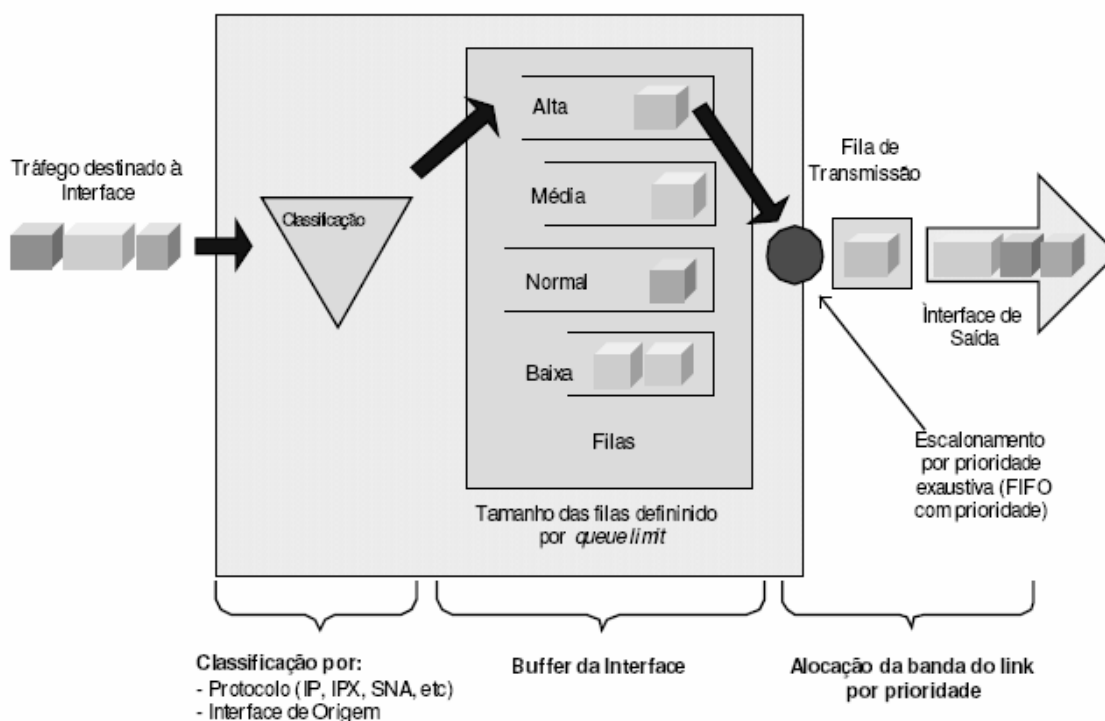 Tráfego destinado à
Interface
Classificação
Alta
Média
Normal
Baixa
Filas
Tamanho das filas defininido
por queue limit
Fila de
Transmissão
Interface de
Saída
Escalonamento
por prioridade
exaustiva (FIFO
com prioridade)
Classificação por:
- Protocolo (IP, IPX, SNA, etc)
- Interface de Origem
Buffer da Interface
Alocação da banda do link
por prioridade